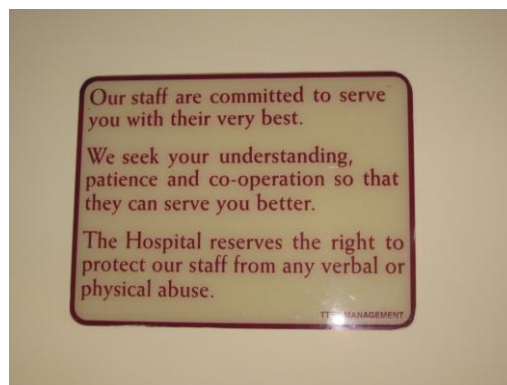 Our staff are committed to serve
you with their very best.
We seek your understanding,
patience and co-operation so that
they can serve you better.
The Hospital reserves the right to
protect our staff from any verbal or
physical abuse.
MANAGEMENT